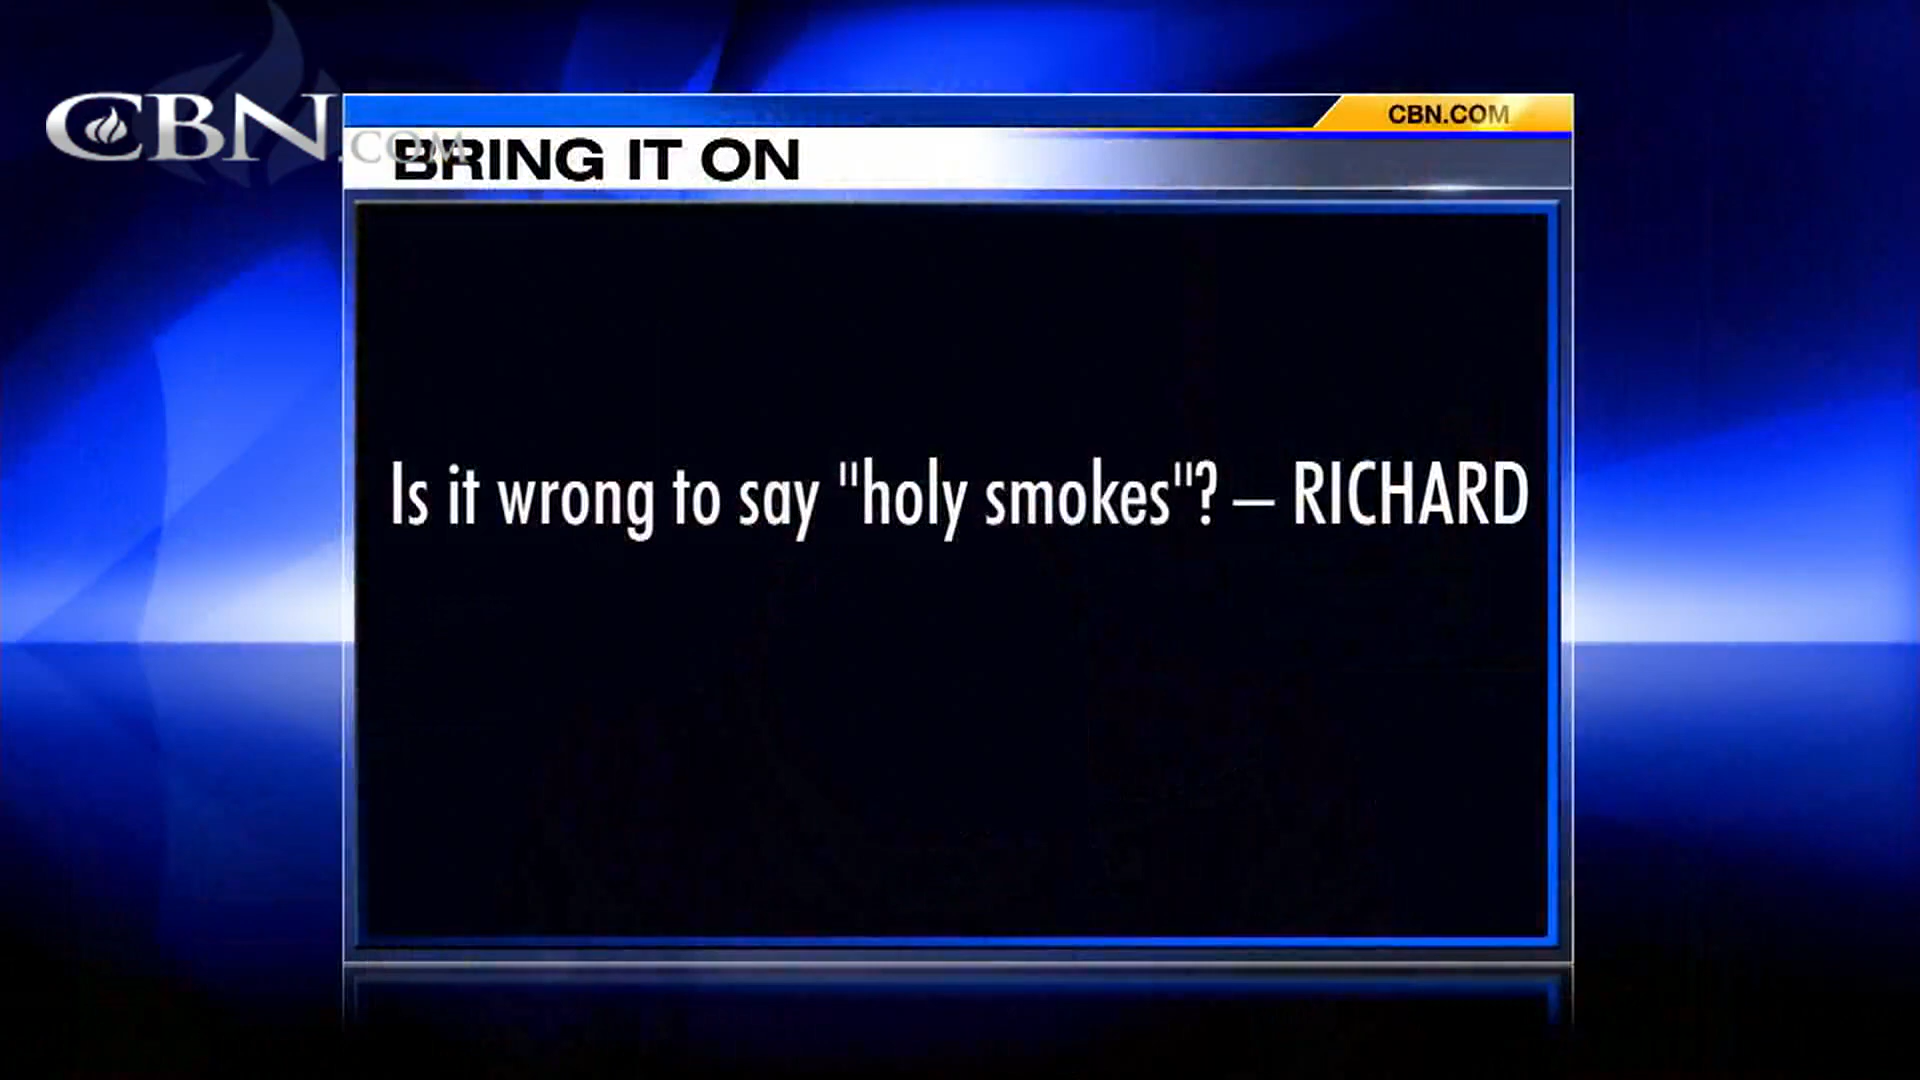 CBN.COM
CBN.COM
BRING IT ON
Is it wrong to say "holy smokes"? – RICHARD